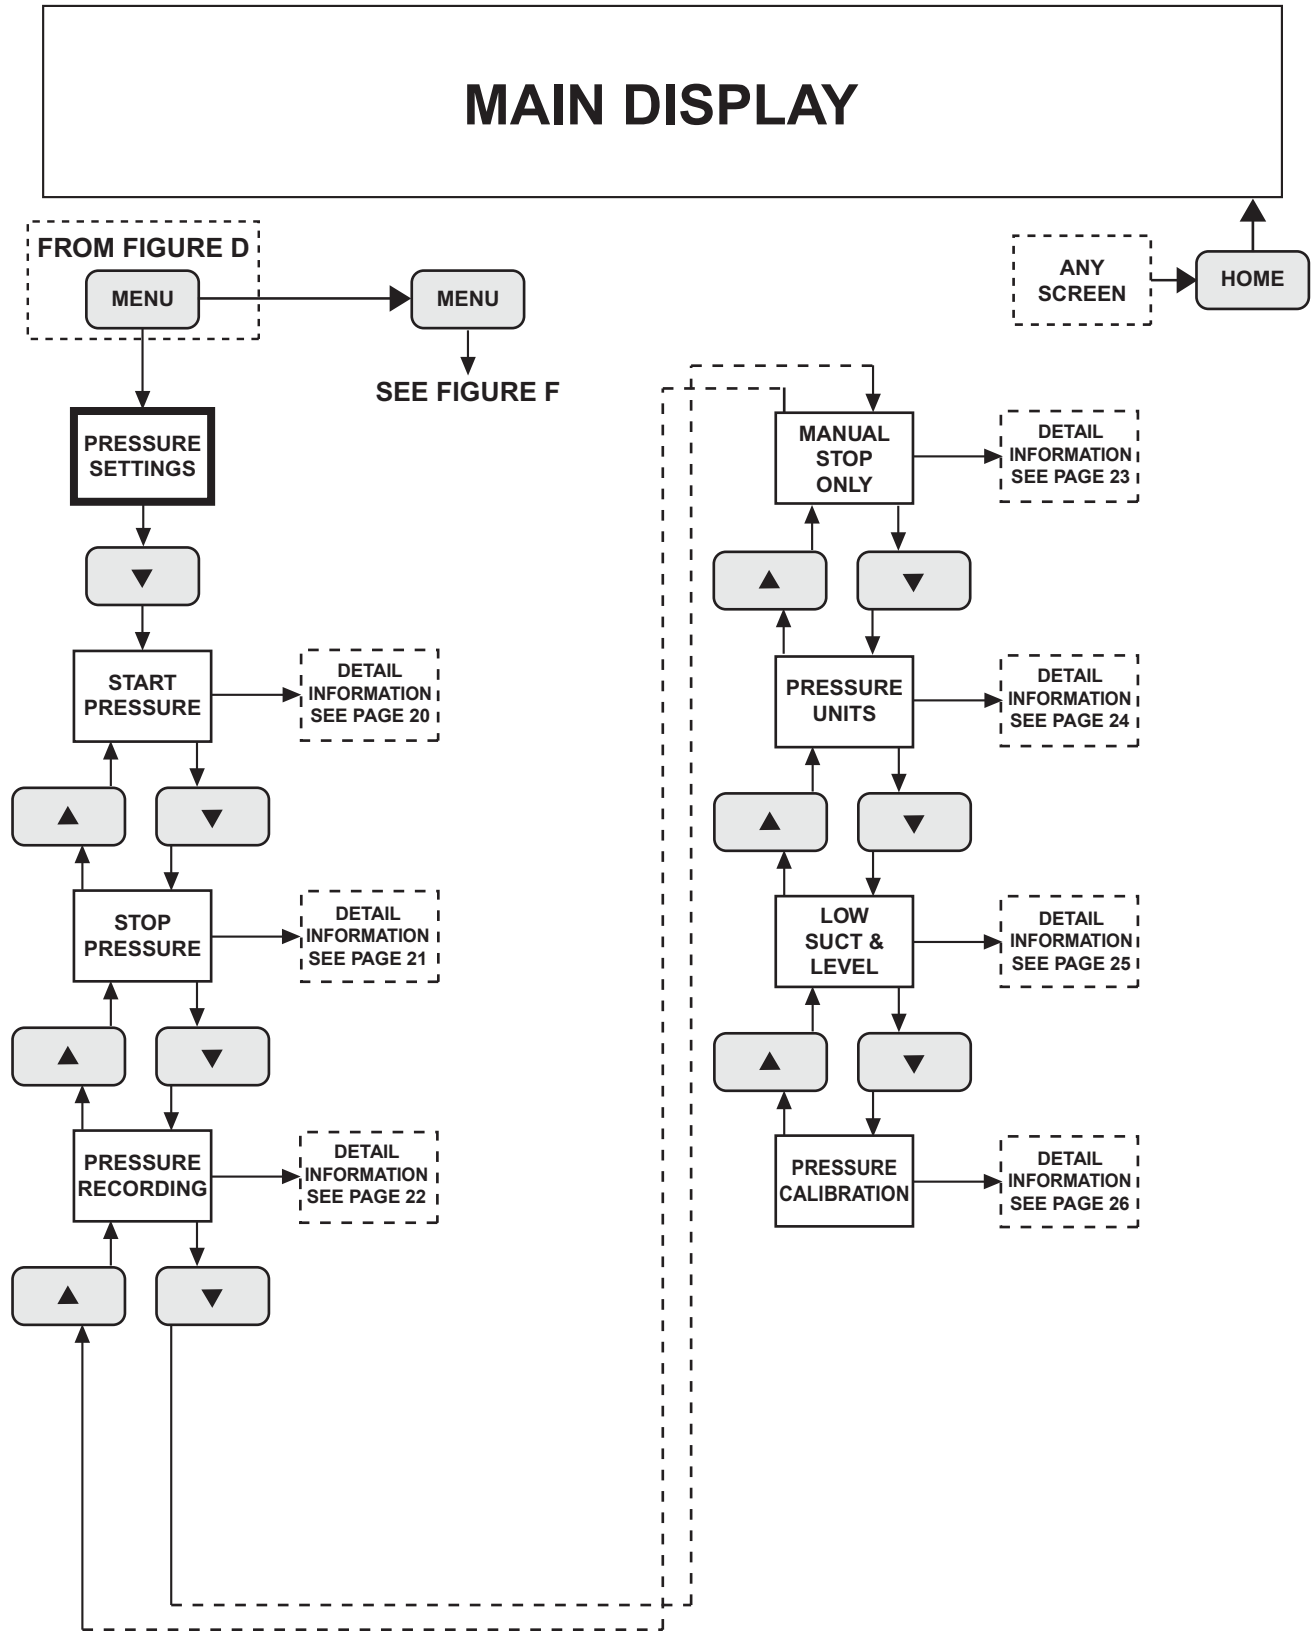 MAIN DISPLAY
FROM FIGURE D
MENU
MENU
SEE FIGURE F
ANY
SCREEN
HOME
PRESSURE
SETTINGS
▼
START
PRESSURE
DETAIL
INFORMATION
SEE PAGE 20
▲
▼
STOP
PRESSURE
DETAIL
INFORMATION
SEE PAGE 21
▲
▼
PRESSURE
RECORDING
DETAIL
INFORMATION
SEE PAGE 22
▲
▼
MANUAL
STOP
ONLY
DETAIL
INFORMATION
SEE PAGE 23
▲
▼
PRESSURE
UNITS
DETAIL
INFORMATION
SEE PAGE 24
▲
▼
LOW
SUCT &
LEVEL
DETAIL
INFORMATION
SEE PAGE 25
▲
▼
PRESSURE
CALIBRATION
DETAIL
INFORMATION
SEE PAGE 26